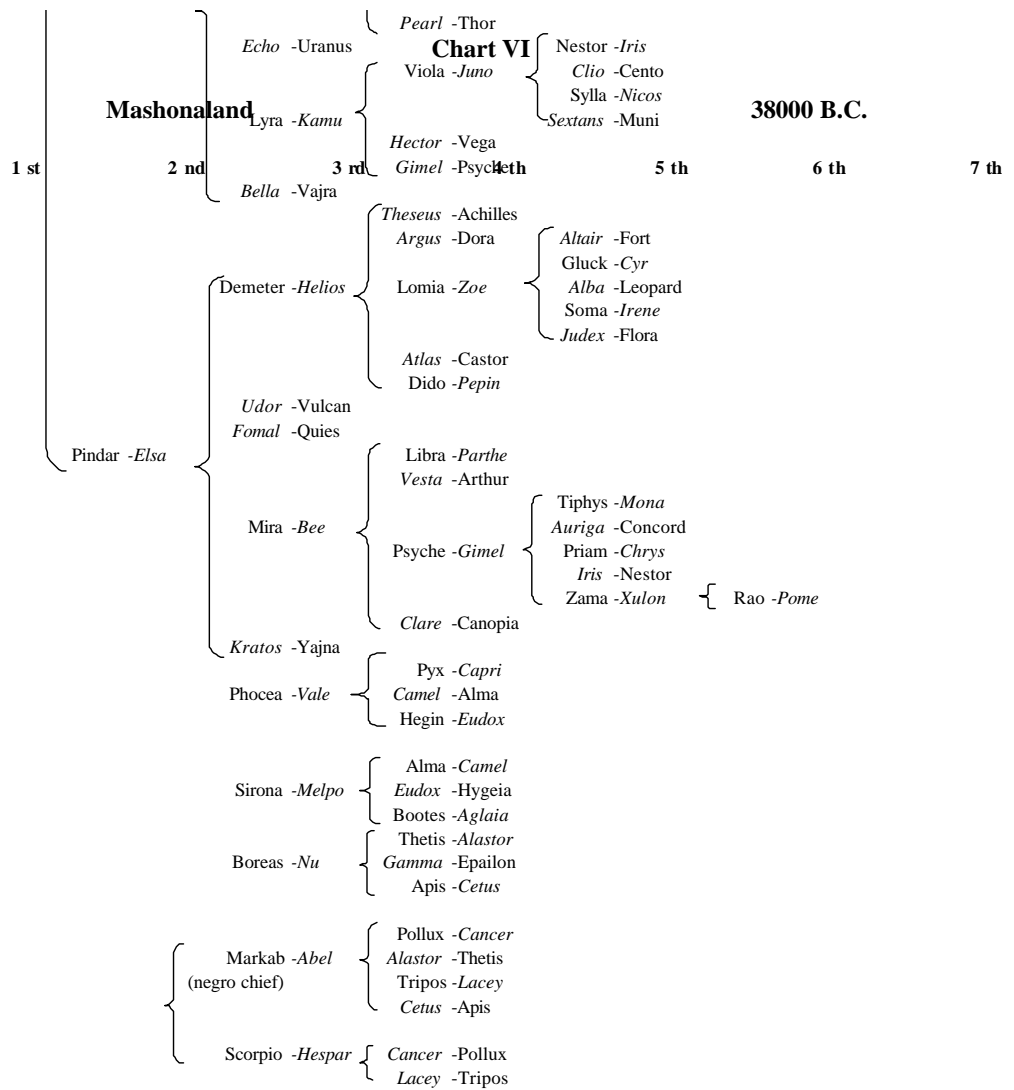 Pearl -Thor
Echo -Uranus Chart VI Nestor -Iris
Viola -Juno Clio -Cento
Sylla -Nicos
Mashonaland Lyra -Kamu Sextans -Muni 38000 B.C.
Hector -Vega
1 st 2 nd 3 rd Gimel -Psyche 4 th 5 th 6 th 7 th
Bella -Vajra
Theseus -Achilles
Argus -Dora Altair -Fort
Gluck -Cyr
Demeter -Helios Lomia -Zoe Alba -Leopard
Soma -Irene
Judex -Flora
Atlas -Castor
Dido -Pepin
Udor -Vulcan
Fomal -Quies
Pindar -Elsa Libra -Parthe
Vesta -Arthur
Tiphys -Mona
Mira -Bee Auriga -Concord
Psyche -Gimel Priam -Chrys
Iris -Nestor
Zama -Xulon Rao -Pome
Clare -Canopia
Kratos -Yajna
Pyx -Capri
Phocea -Vale Camel -Alma
Hegin -Eudox
Alma -Camel
Sirona -Melpo Eudox -Hygeia
Bootes -Aglaia
Thetis -Alastor
Boreas -Nu Gamma -Epailon
Apis -Cetus
Pollux -Cancer
Markab -Abel Alastor -Thetis
(negro chief) Tripos -Lacey
Cetus -Apis
Scorpio -Hespar Cancer -Pollux
Lacey -Tripos